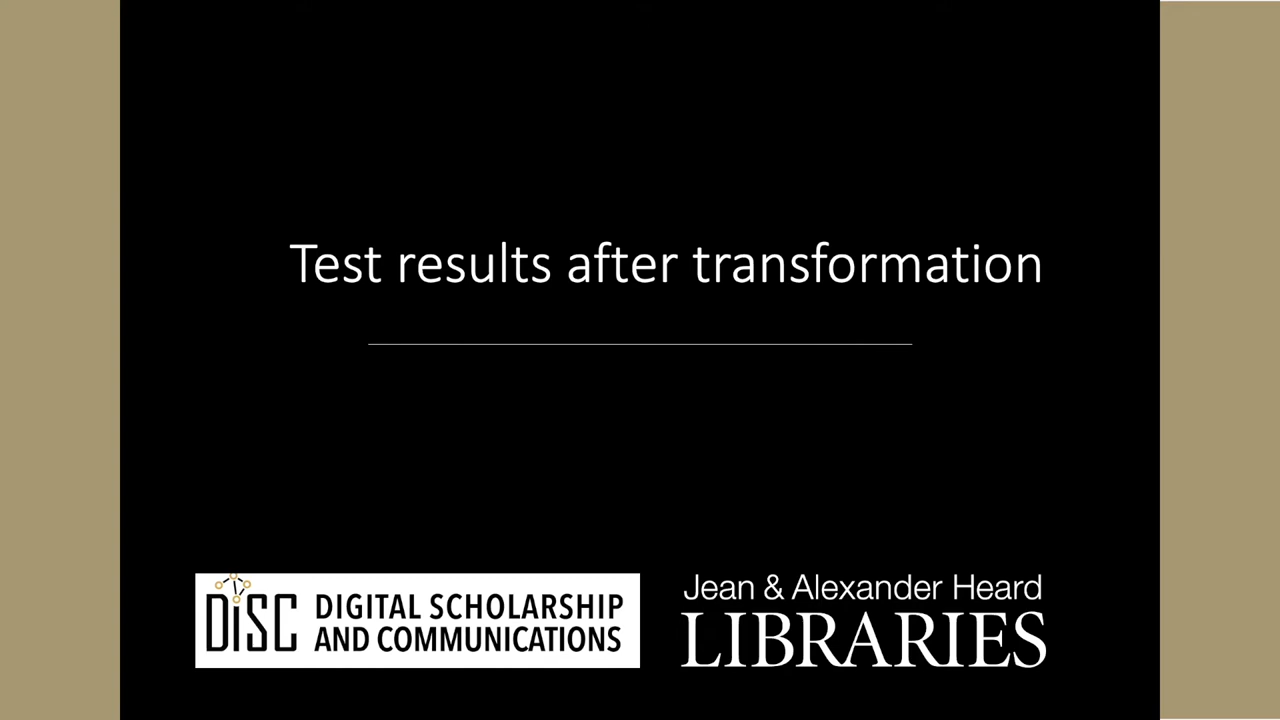 Test results after transformation
DiSC
DIGITAL SCHOLARSHIP
AND COMMUNICATIONS
Jean & Alexander Heard
LIBRARIES